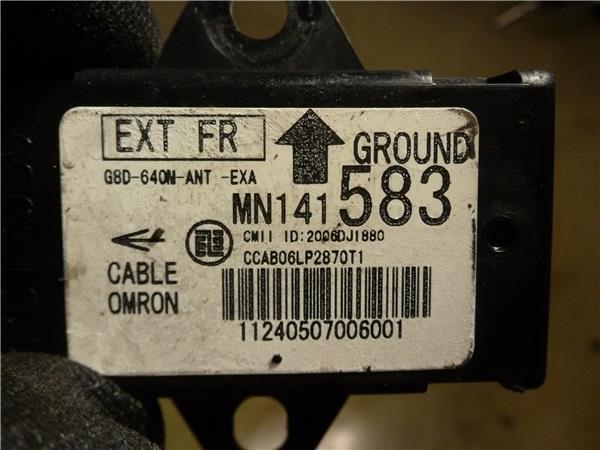 EXT FR
GROUND
G8D-640M-ANT -EXA
MN141583
CMII ID:2006DJ1880
CCAB06LP2870T1
CABLE
OMRON
11240507006001